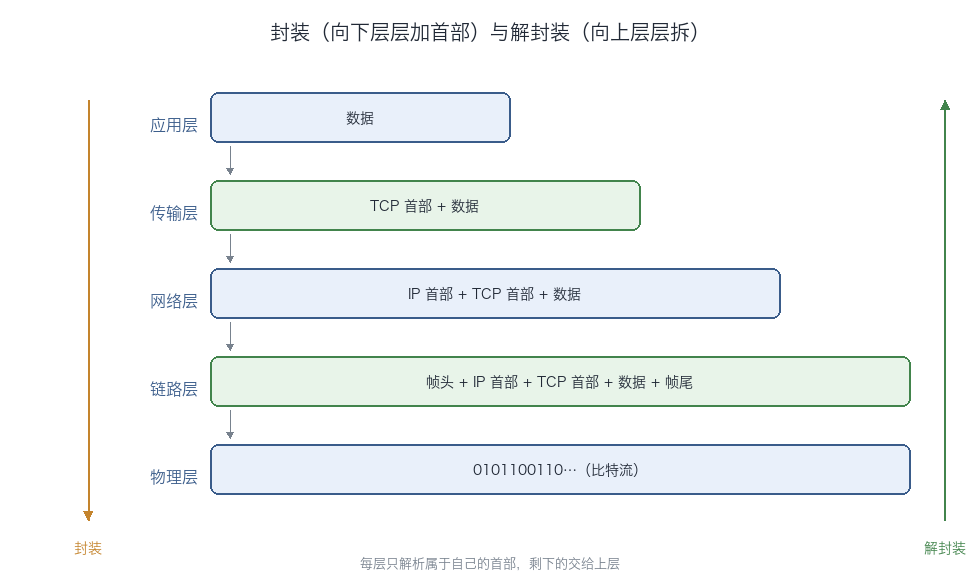 封装（向下层层加首部）与解封装（向上层层拆）
应用层
数据
传输层
TCP 首部 + 数据
网络层
IP 首部 + TCP 首部 + 数据
链路层
帧头 + IP 首部 + TCP 首部 + 数据 + 帧尾
物理层
0101100110…（比特流）
封装
解封装
每层只解析属于自己的首部，剩下的交给上层